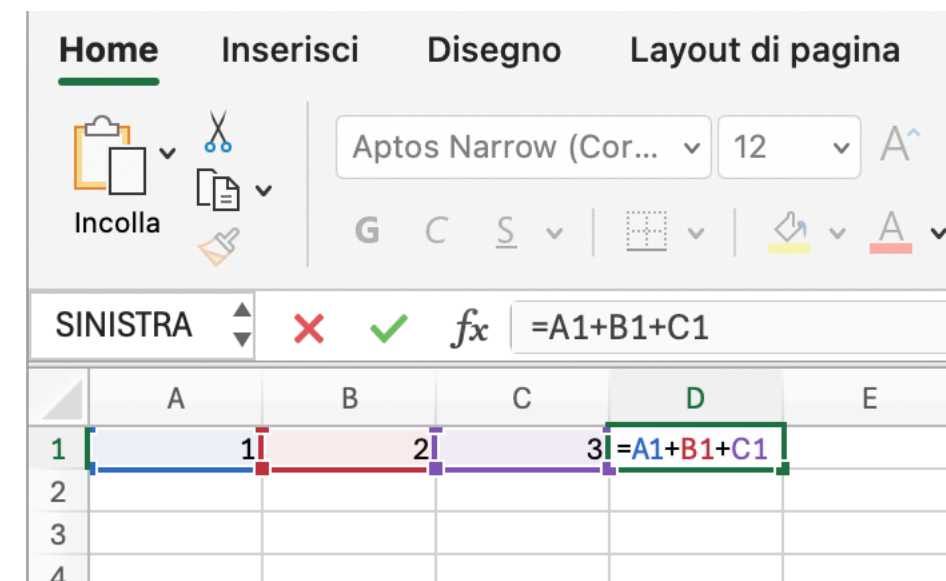 Home Inserisci Disegno Layout di pagina
Aptos Narrow (Cor... 12 A^
Incolla
G C S A
SINISTRA fx =A1+B1+C1
A B C D E
1 1 2 3 =A1+B1+C1
2
3
4